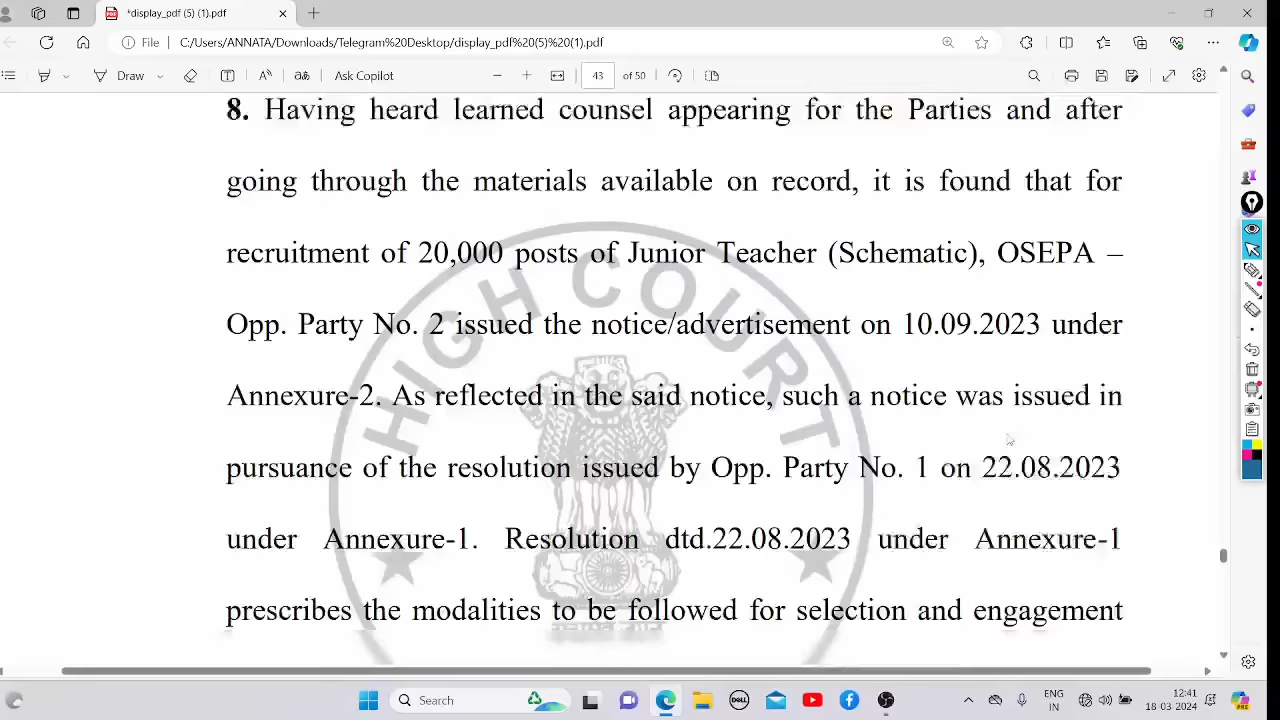 *display_pdf (5) (1).pdf
File
C:/Users/ANNATA/Downloads/Telegram%20Desktop/display_pdf%20(5)%20(1).pdf
Draw
Ask Copilot
43 of 50
8. Having heard learned counsel appearing for the Parties and after
going through the materials available on record, it is found that for
recruitment of 20,000 posts of Junior Teacher (Schematic), OSEPA –
Opp. Party No. 2 issued the notice/advertisement on 10.09.2023 under
Annexure-2. As reflected in the said notice, such a notice was issued in
pursuance of the resolution issued by Opp. Party No. 1 on 22.08.2023
under Annexure-1. Resolution dtd.22.08.2023 under Annexure-1
prescribes the modalities to be followed for selection and engagement
HIGH COURT
Search
DELL
ENG
IN
12:41
18-03-2024
PRE